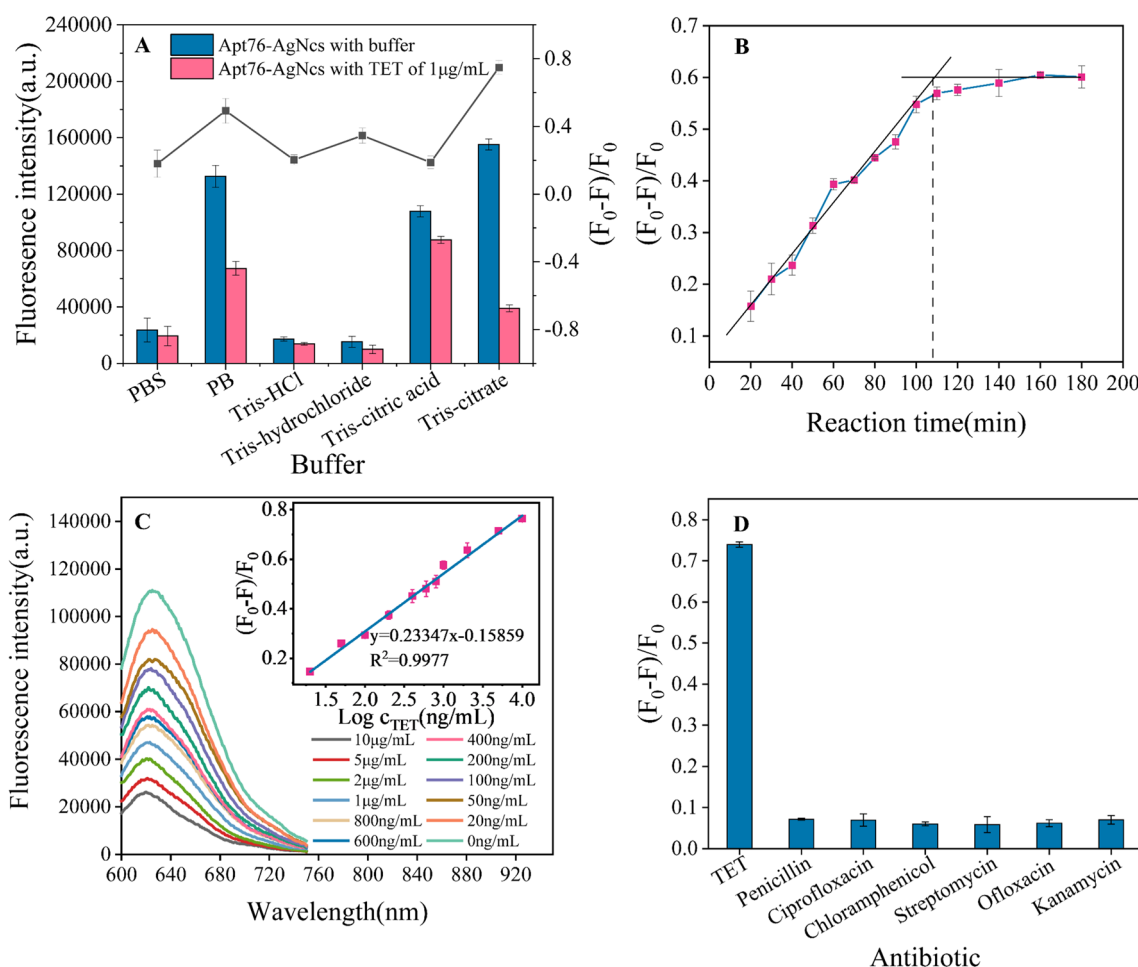 A
Apt76-AgNcs with buffer
Apt76-AgNcs with TET of 1μg/mL
Fluoresence intensity(a.u.)
240000
200000
160000
120000
80000
40000
0
0.8
0.4
0.0
-0.4
-0.8
(F0-F)/F0
PBS
PB
Tris-HCl
Tris-hydrochloride
Tris-citric acid
Tris-citrate
Buffer
B
(F0-F)/F0
0.7
0.6
0.5
0.4
0.3
0.2
0.1
0 20 40 60 80 100 120 140 160 180 200
Reaction time(min)
C
Fluorescence intensity(a.u.)
140000
120000
100000
80000
60000
40000
20000
0
600 640 680 720 760 800 840 880 920
Wavelength(nm)
(F0-F)/F0
0.8
0.6
0.4
0.2
y=0.23347x-0.15859
R²=0.9977
1.5 2.0 2.5 3.0 3.5 4.0
Log cTET(ng/mL)
10μg/mL
5μg/mL
2μg/mL
1μg/mL
800ng/mL
600ng/mL
400ng/mL
200ng/mL
100ng/mL
50ng/mL
20ng/mL
0ng/mL
D
(F0-F)/F0
0.8
0.7
0.6
0.5
0.4
0.3
0.2
0.1
0.0
TET
Penicillin
Ciprofloxacin
Chloramphenicol
Streptomycin
Ofloxacin
Kanamycin
Antibiotic